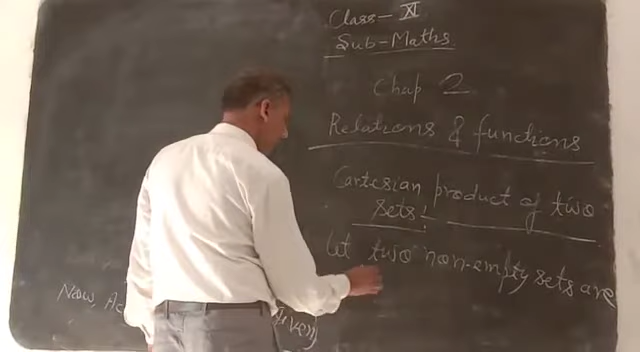 Class - XI
Sub-Maths
Chap 2
Relations & functions
Cartesian product of two
sets:-
Let two non-empty sets are
Now,